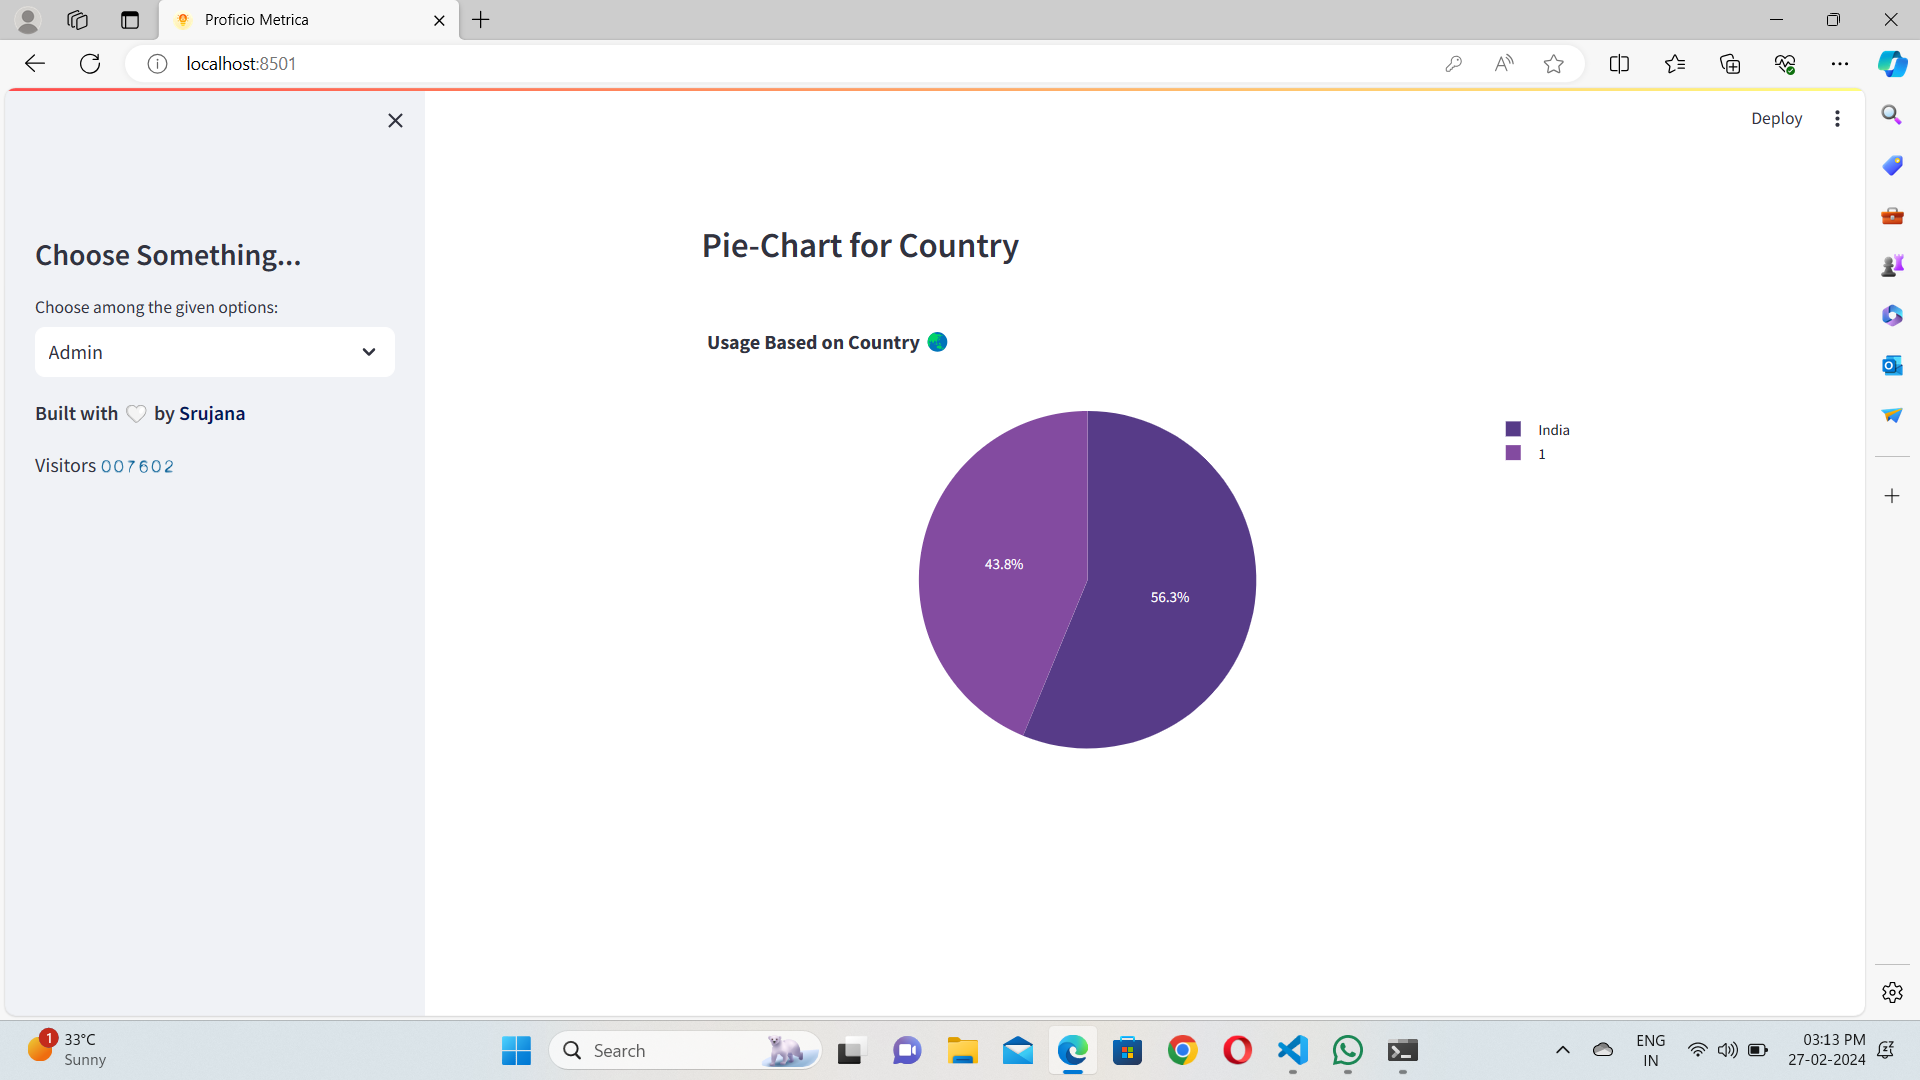 Proficio Metrica
localhost:8501
Deploy
Choose Something...
Choose among the given options:
Admin
Built with by Srujana
Visitors 007602
Pie-Chart for Country
Usage Based on Country
India
1
43.8%
56.3%
1
33°C
Sunny
Search
ENG
IN
03:13 PM
27-02-2024